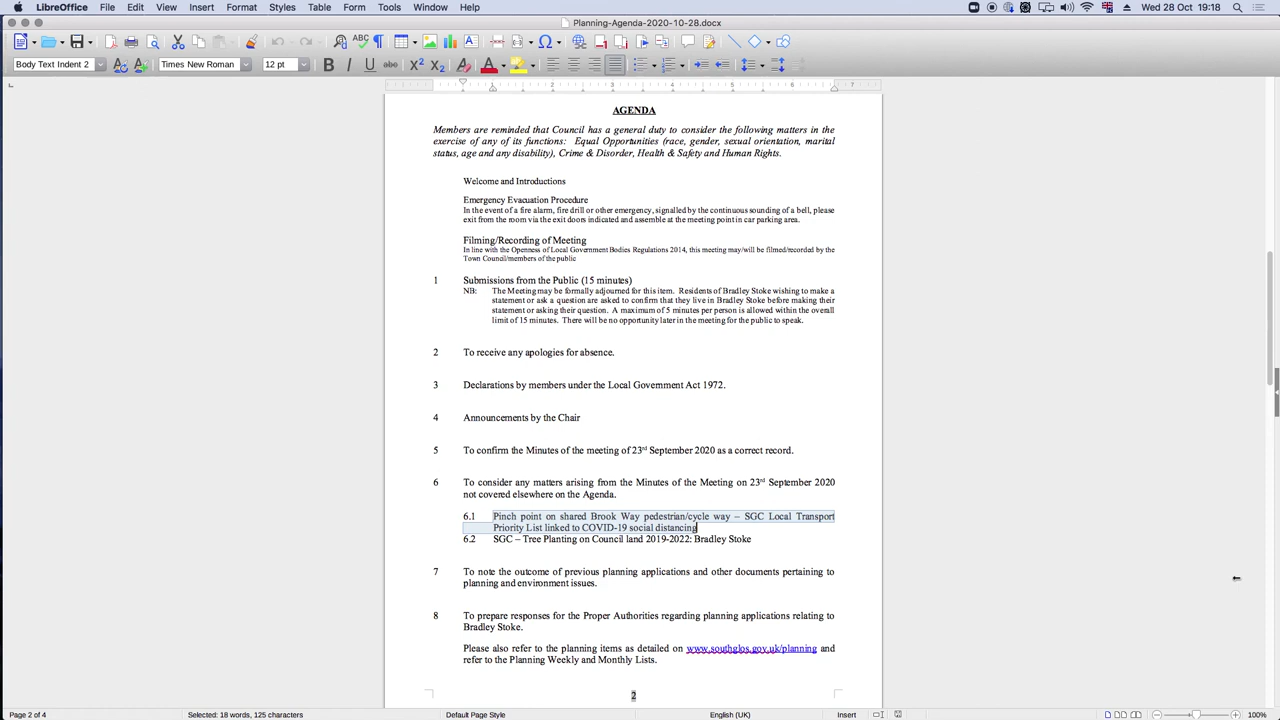 LibreOffice File Edit View Insert Format Styles Table Form Tools Window Help Wed 28 Oct 19:18
Planning-Agenda-2020-10-28.docx
Body Text Indent 2 Times New Roman 12 pt
1 2 3 4 5 6 7
AGENDA
Members are reminded that Council has a general duty to consider the following matters in the
exercise of any of its functions: Equal Opportunities (race, gender, sexual orientation, marital
status, age and any disability), Crime & Disorder, Health & Safety and Human Rights.
Welcome and Introductions
Emergency Evacuation Procedure
In the event of a fire alarm, fire drill or other emergency, signalled by the continuous sounding of a bell, please
exit from the room via the exit doors indicated and assemble at the meeting point in car parking area.
Filming/Recording of Meeting
In line with the Openness of Local Government Bodies Regulations 2014, this meeting may/will be filmed/recorded by the
Town Council/members of the public
1 Submissions from the Public (15 minutes)
NB: The Meeting may be formally adjourned for this item. Residents of Bradley Stoke wishing to make a
statement or ask a question are asked to confirm that they live in Bradley Stoke before making their
statement or asking their question. A maximum of 5 minutes per person is allowed within the overall
limit of 15 minutes. There will be no opportunity later in the meeting for the public to speak.
2 To receive any apologies for absence.
3 Declarations by members under the Local Government Act 1972.
4 Announcements by the Chair
5 To confirm the Minutes of the meeting of 23rd September 2020 as a correct record.
6 To consider any matters arising from the Minutes of the Meeting on 23rd September 2020
not covered elsewhere on the Agenda.
6.1 Pinch point on shared Brook Way pedestrian/cycle way – SGC Local Transport
Priority List linked to COVID-19 social distancing
6.2 SGC – Tree Planting on Council land 2019-2022: Bradley Stoke
7 To note the outcome of previous planning applications and other documents pertaining to
planning and environment issues.
8 To prepare responses for the Proper Authorities regarding planning applications relating to
Bradley Stoke.
Please also refer to the planning items as detailed on www.southglos.gov.uk/planning and
refer to the Planning Weekly and Monthly Lists.
2
Page 2 of 4 Selected: 18 words, 125 characters Default Page Style English (UK) Insert 100%